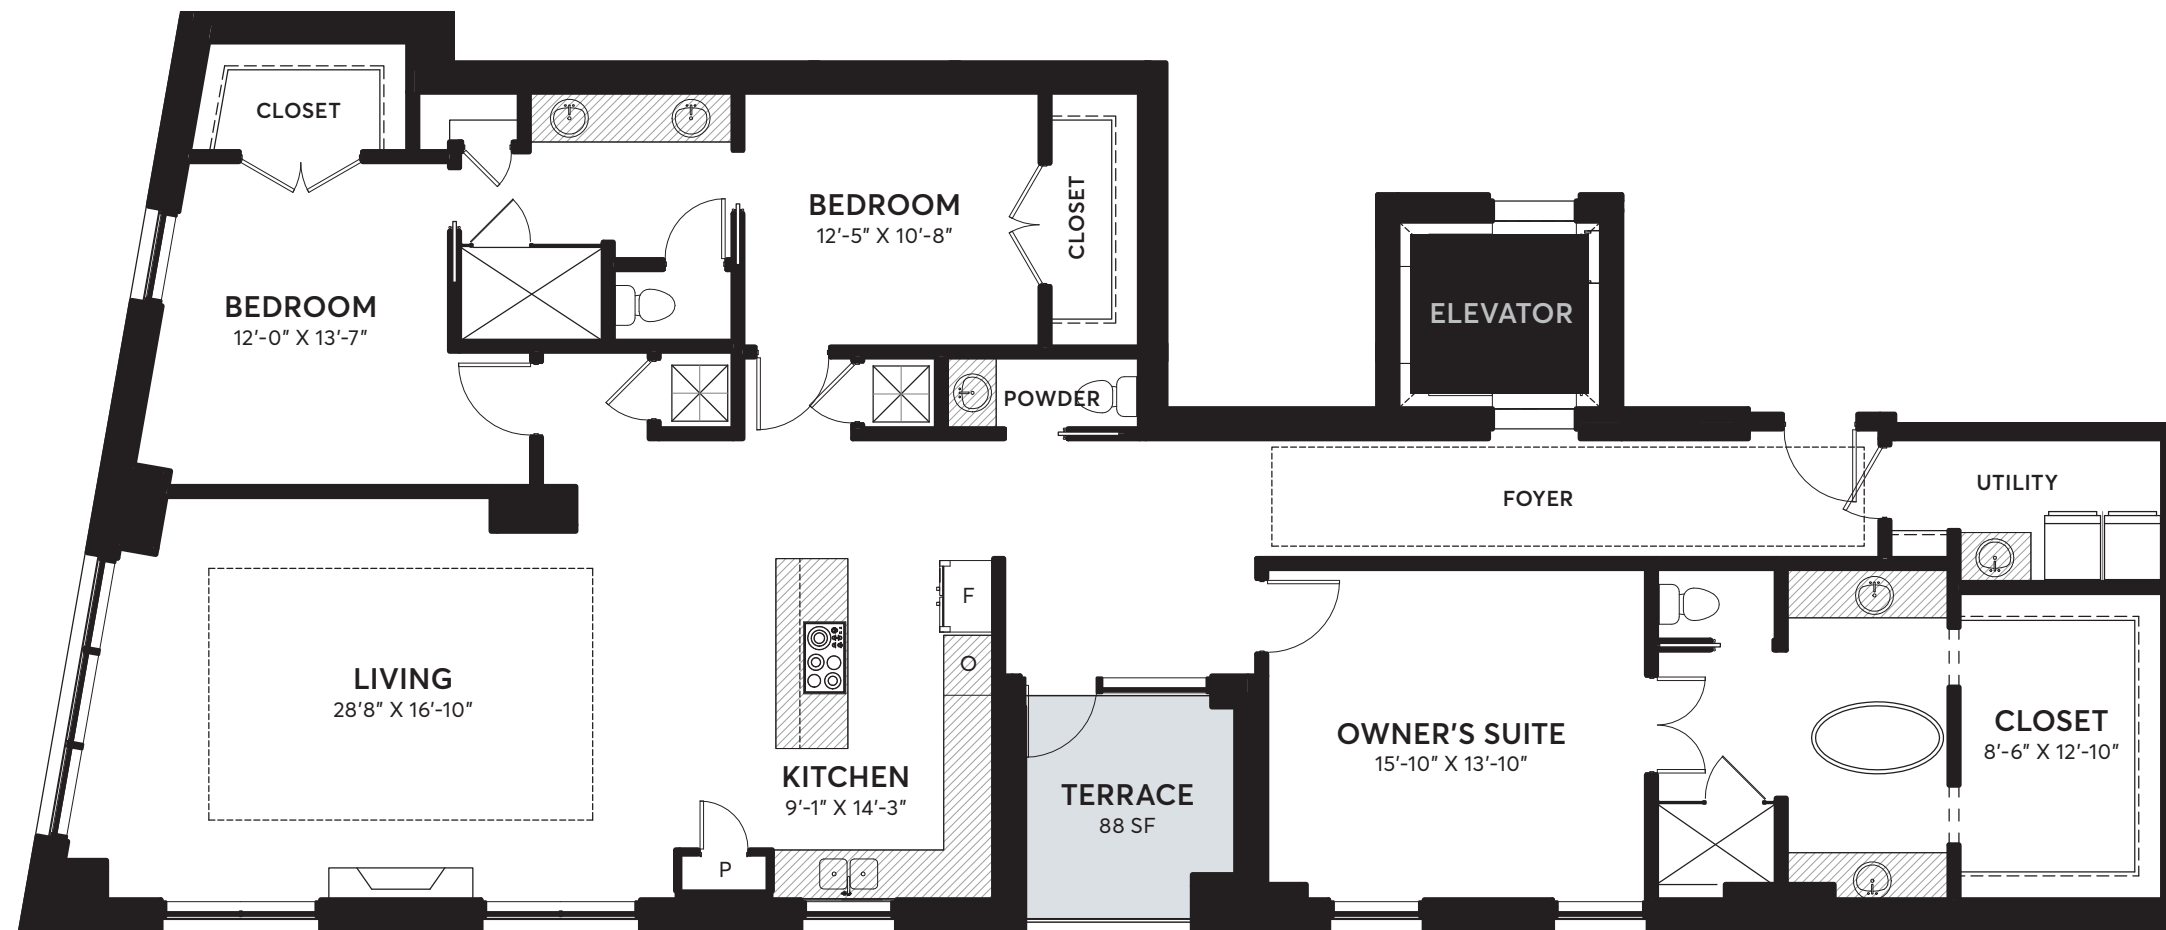 CLOSET
BEDROOM
12'-5" X 10'-8"
CLOSET
BEDROOM
12'-0" X 13'-7"
ELEVATOR
POWDER
FOYER
UTILITY
F
O
LIVING
28'8" X 16'-10"
KITCHEN
9'-1" X 14'-3"
P
TERRACE
88 SF
OWNER'S SUITE
15'-10" X 13'-10"
CLOSET
8'-6" X 12'-10"